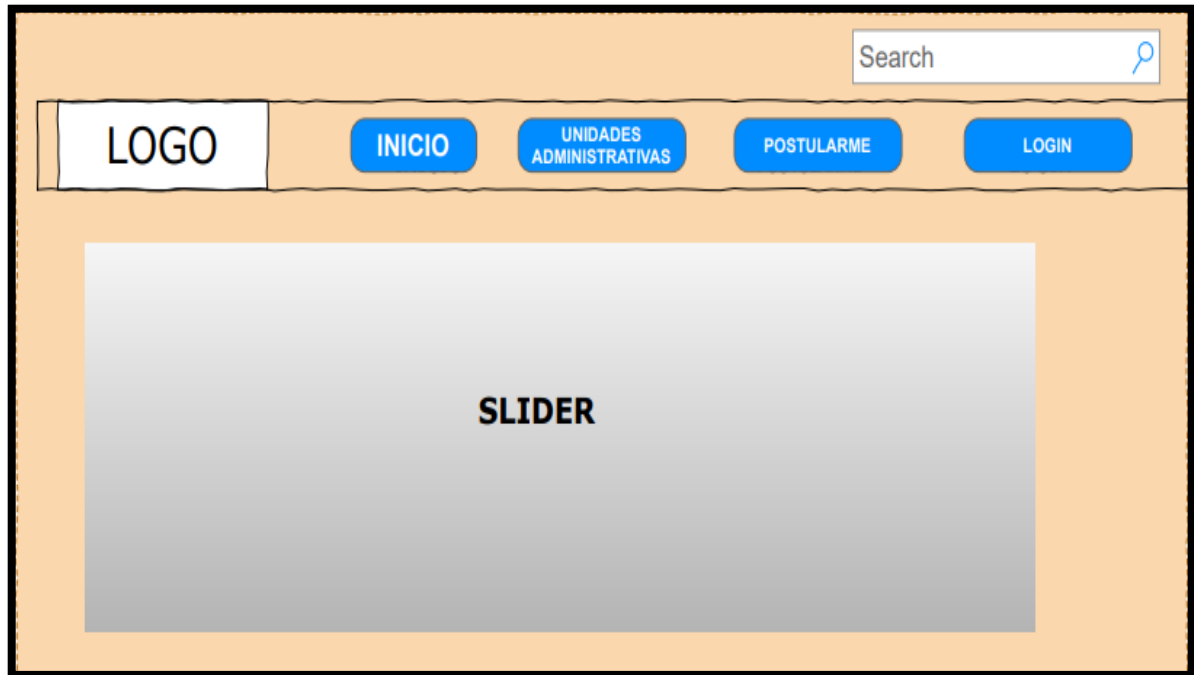 Search
LOGO
INICIO
UNIDADES
ADMINISTRATIVAS
POSTULARME
LOGIN
SLIDER